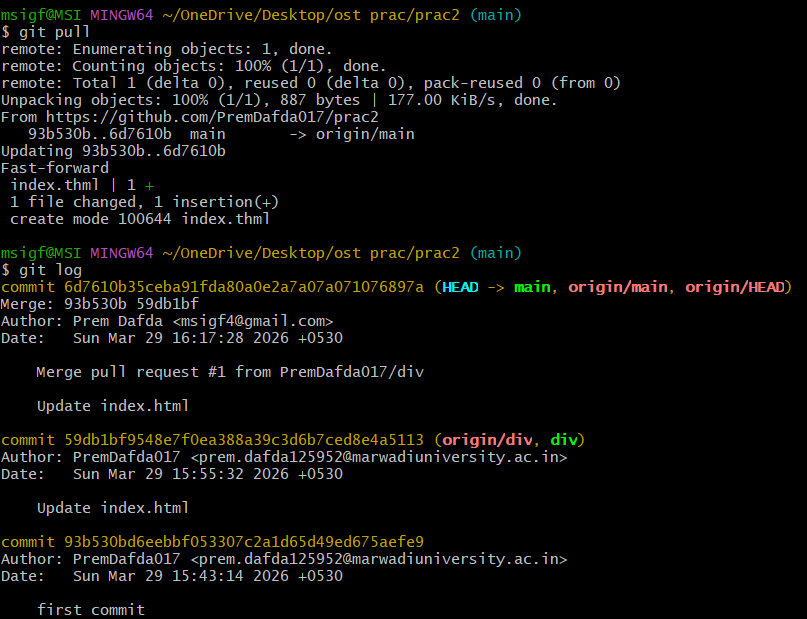 msigf@MSI MINGW64 ~/OneDrive/Desktop/ost prac/prac2 (main)
$ git pull
remote: Enumerating objects: 1, done.
remote: Counting objects: 100% (1/1), done.
remote: Total 1 (delta 0), reused 0 (delta 0), pack-reused 0 (from 0)
Unpacking objects: 100% (1/1), 887 bytes | 177.00 KiB/s, done.
From https://github.com/PremDafda017/prac2
   93b530b..6d7610b  main       -> origin/main
Updating 93b530b..6d7610b
Fast-forward
 index.thml | 1 +
 1 file changed, 1 insertion(+)
 create mode 100644 index.thml
msigf@MSI MINGW64 ~/OneDrive/Desktop/ost prac/prac2 (main)
$ git log
commit 6d7610b35ceba91fda80a0e2a7a07a071076897a (HEAD -> main, origin/main, origin/HEAD)
Merge: 93b530b 59db1bf
Author: Prem Dafda <msigf4@gmail.com>
Date:   Sun Mar 29 16:17:28 2026 +0530
    Merge pull request #1 from PremDafda017/div
    Update index.html
commit 59db1bf9548e7f0ea388a39c3d6b7ced8e4a5113 (origin/div, div)
Author: PremDafda017 <prem.dafda125952@marwadiuniversity.ac.in>
Date:   Sun Mar 29 15:55:32 2026 +0530
    Update index.html
commit 93b530bd6eebbf053307c2a1d65d49ed675aefe9
Author: PremDafda017 <prem.dafda125952@marwadiuniversity.ac.in>
Date:   Sun Mar 29 15:43:14 2026 +0530
    first commit